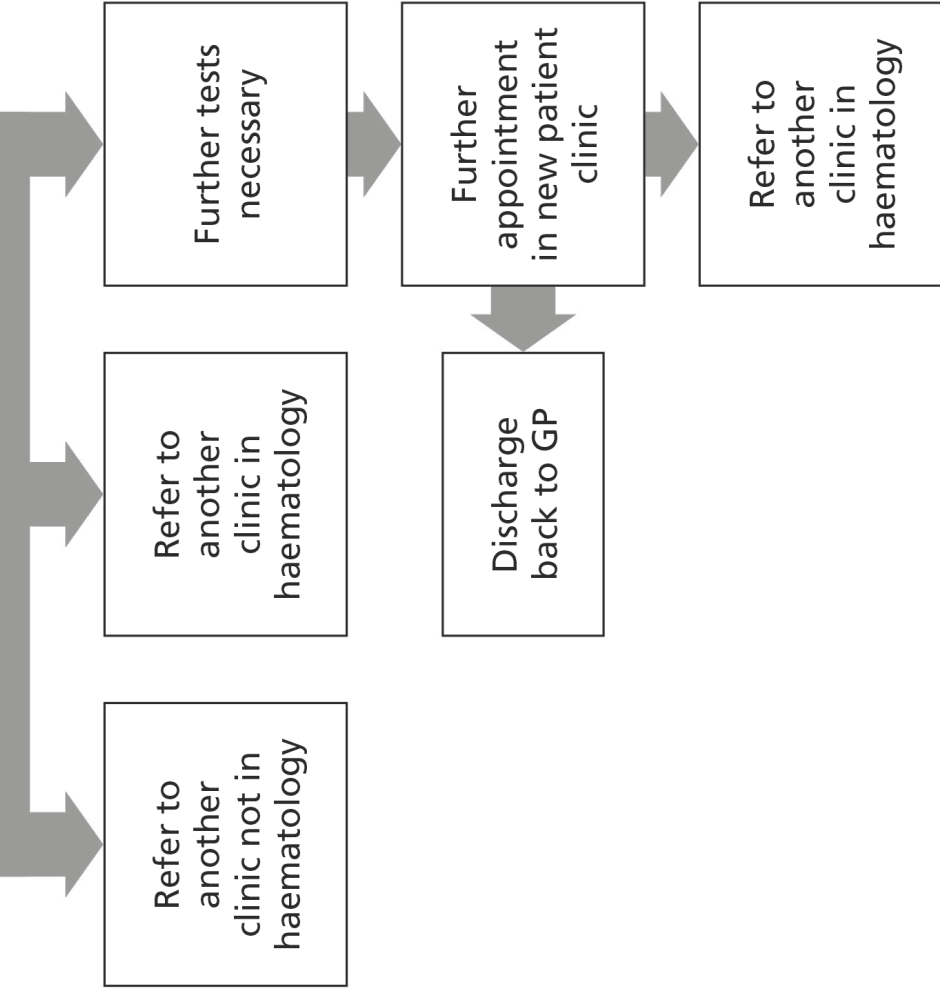 Further tests
necessary
Further
appointment
in new patient
clinic
Refer to
another
clinic in
haematology
Refer to
another
clinic in
haematology
Discharge
back to GP
Refer to
another
clinic not in
haematology